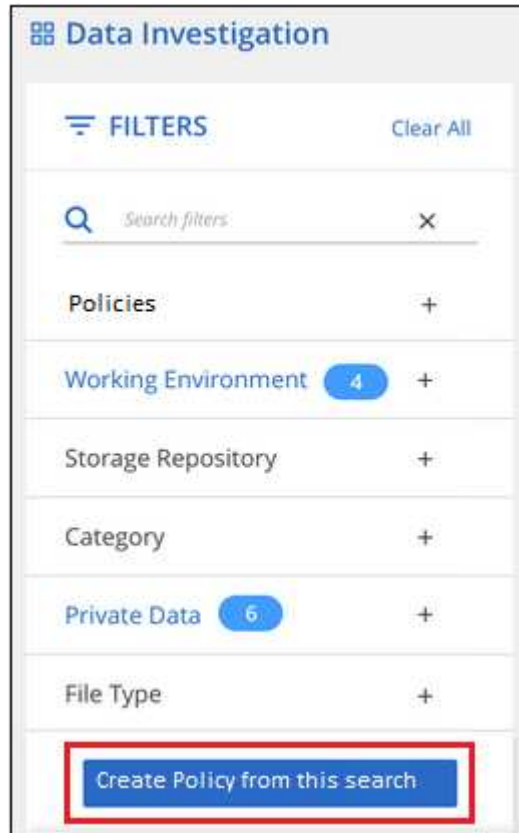 Data Investigation
FILTERS Clear All
Search filters ×
Policies +
Working Environment 4 +
Storage Repository +
Category +
Private Data 6 +
File Type +
Create Policy from this search